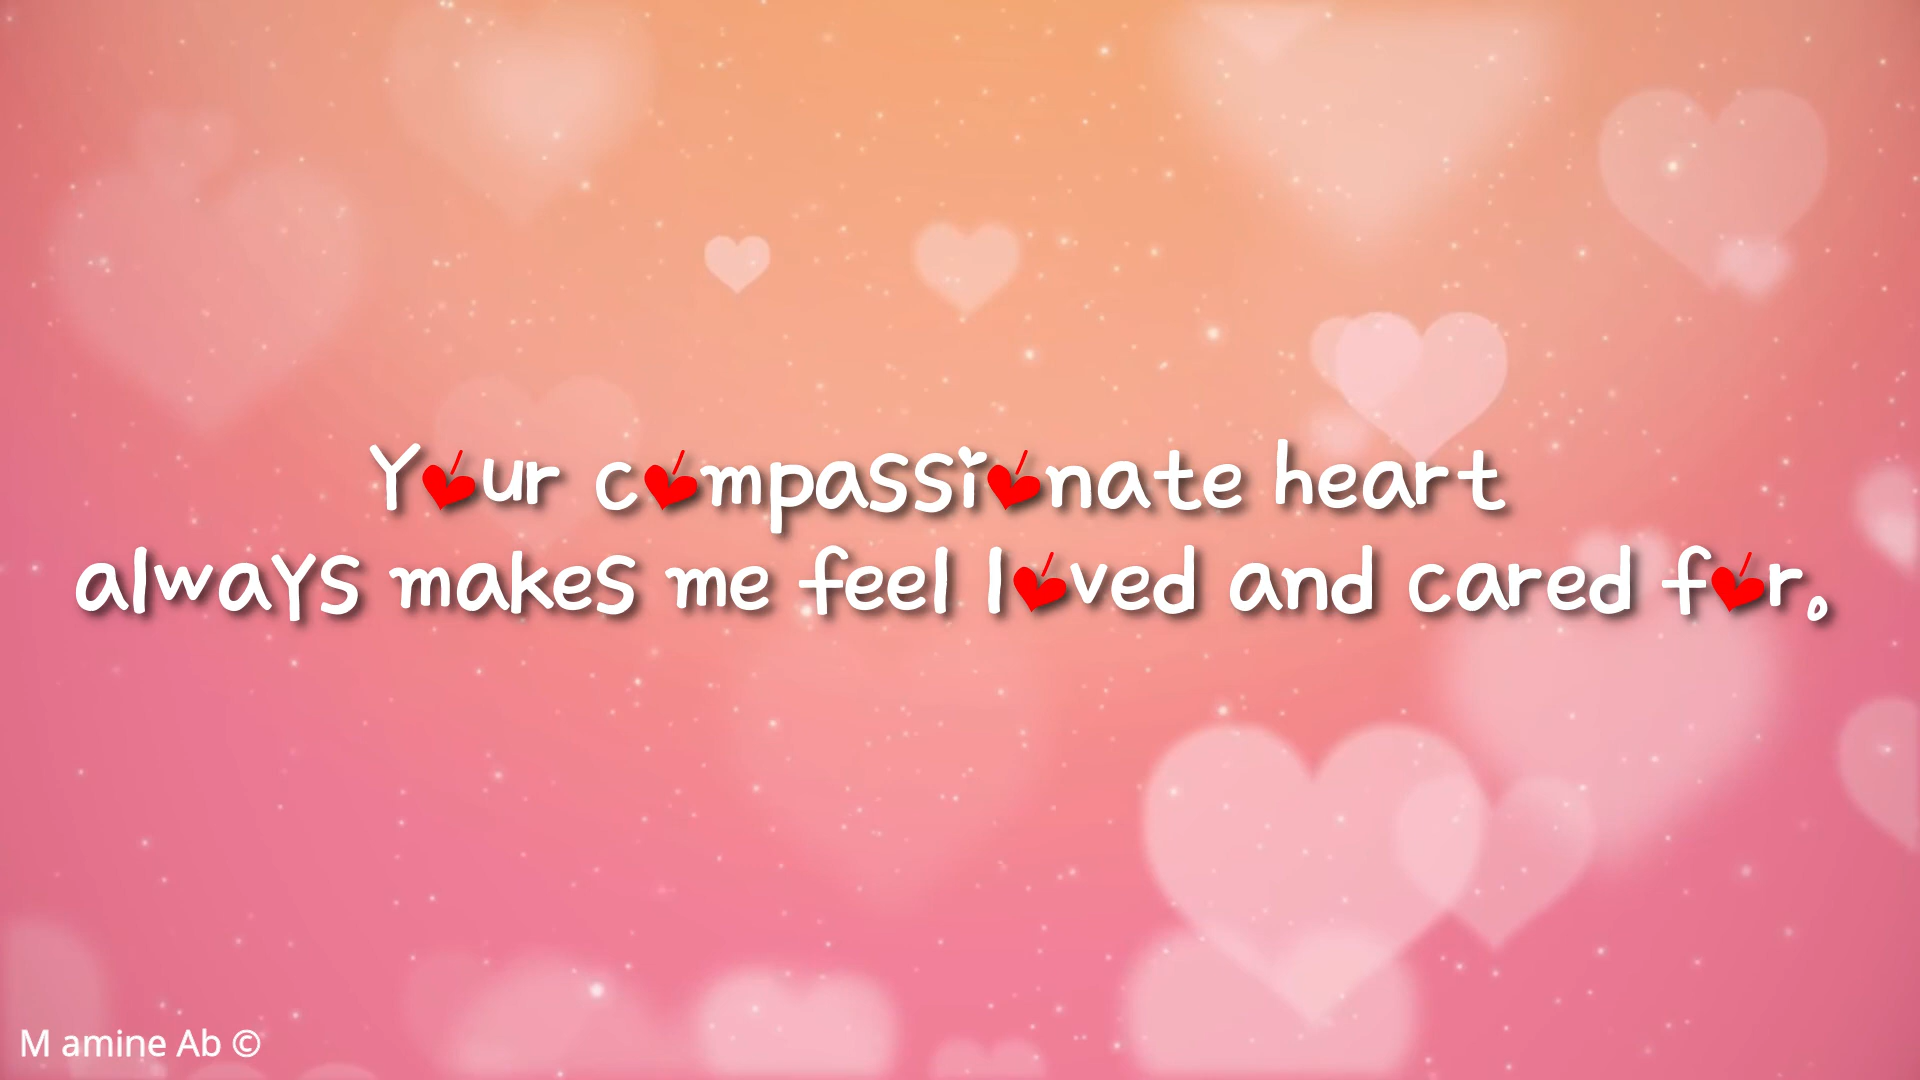 Your compassionate heart
always makes me feel loved and cared for.
M amine Ab ©